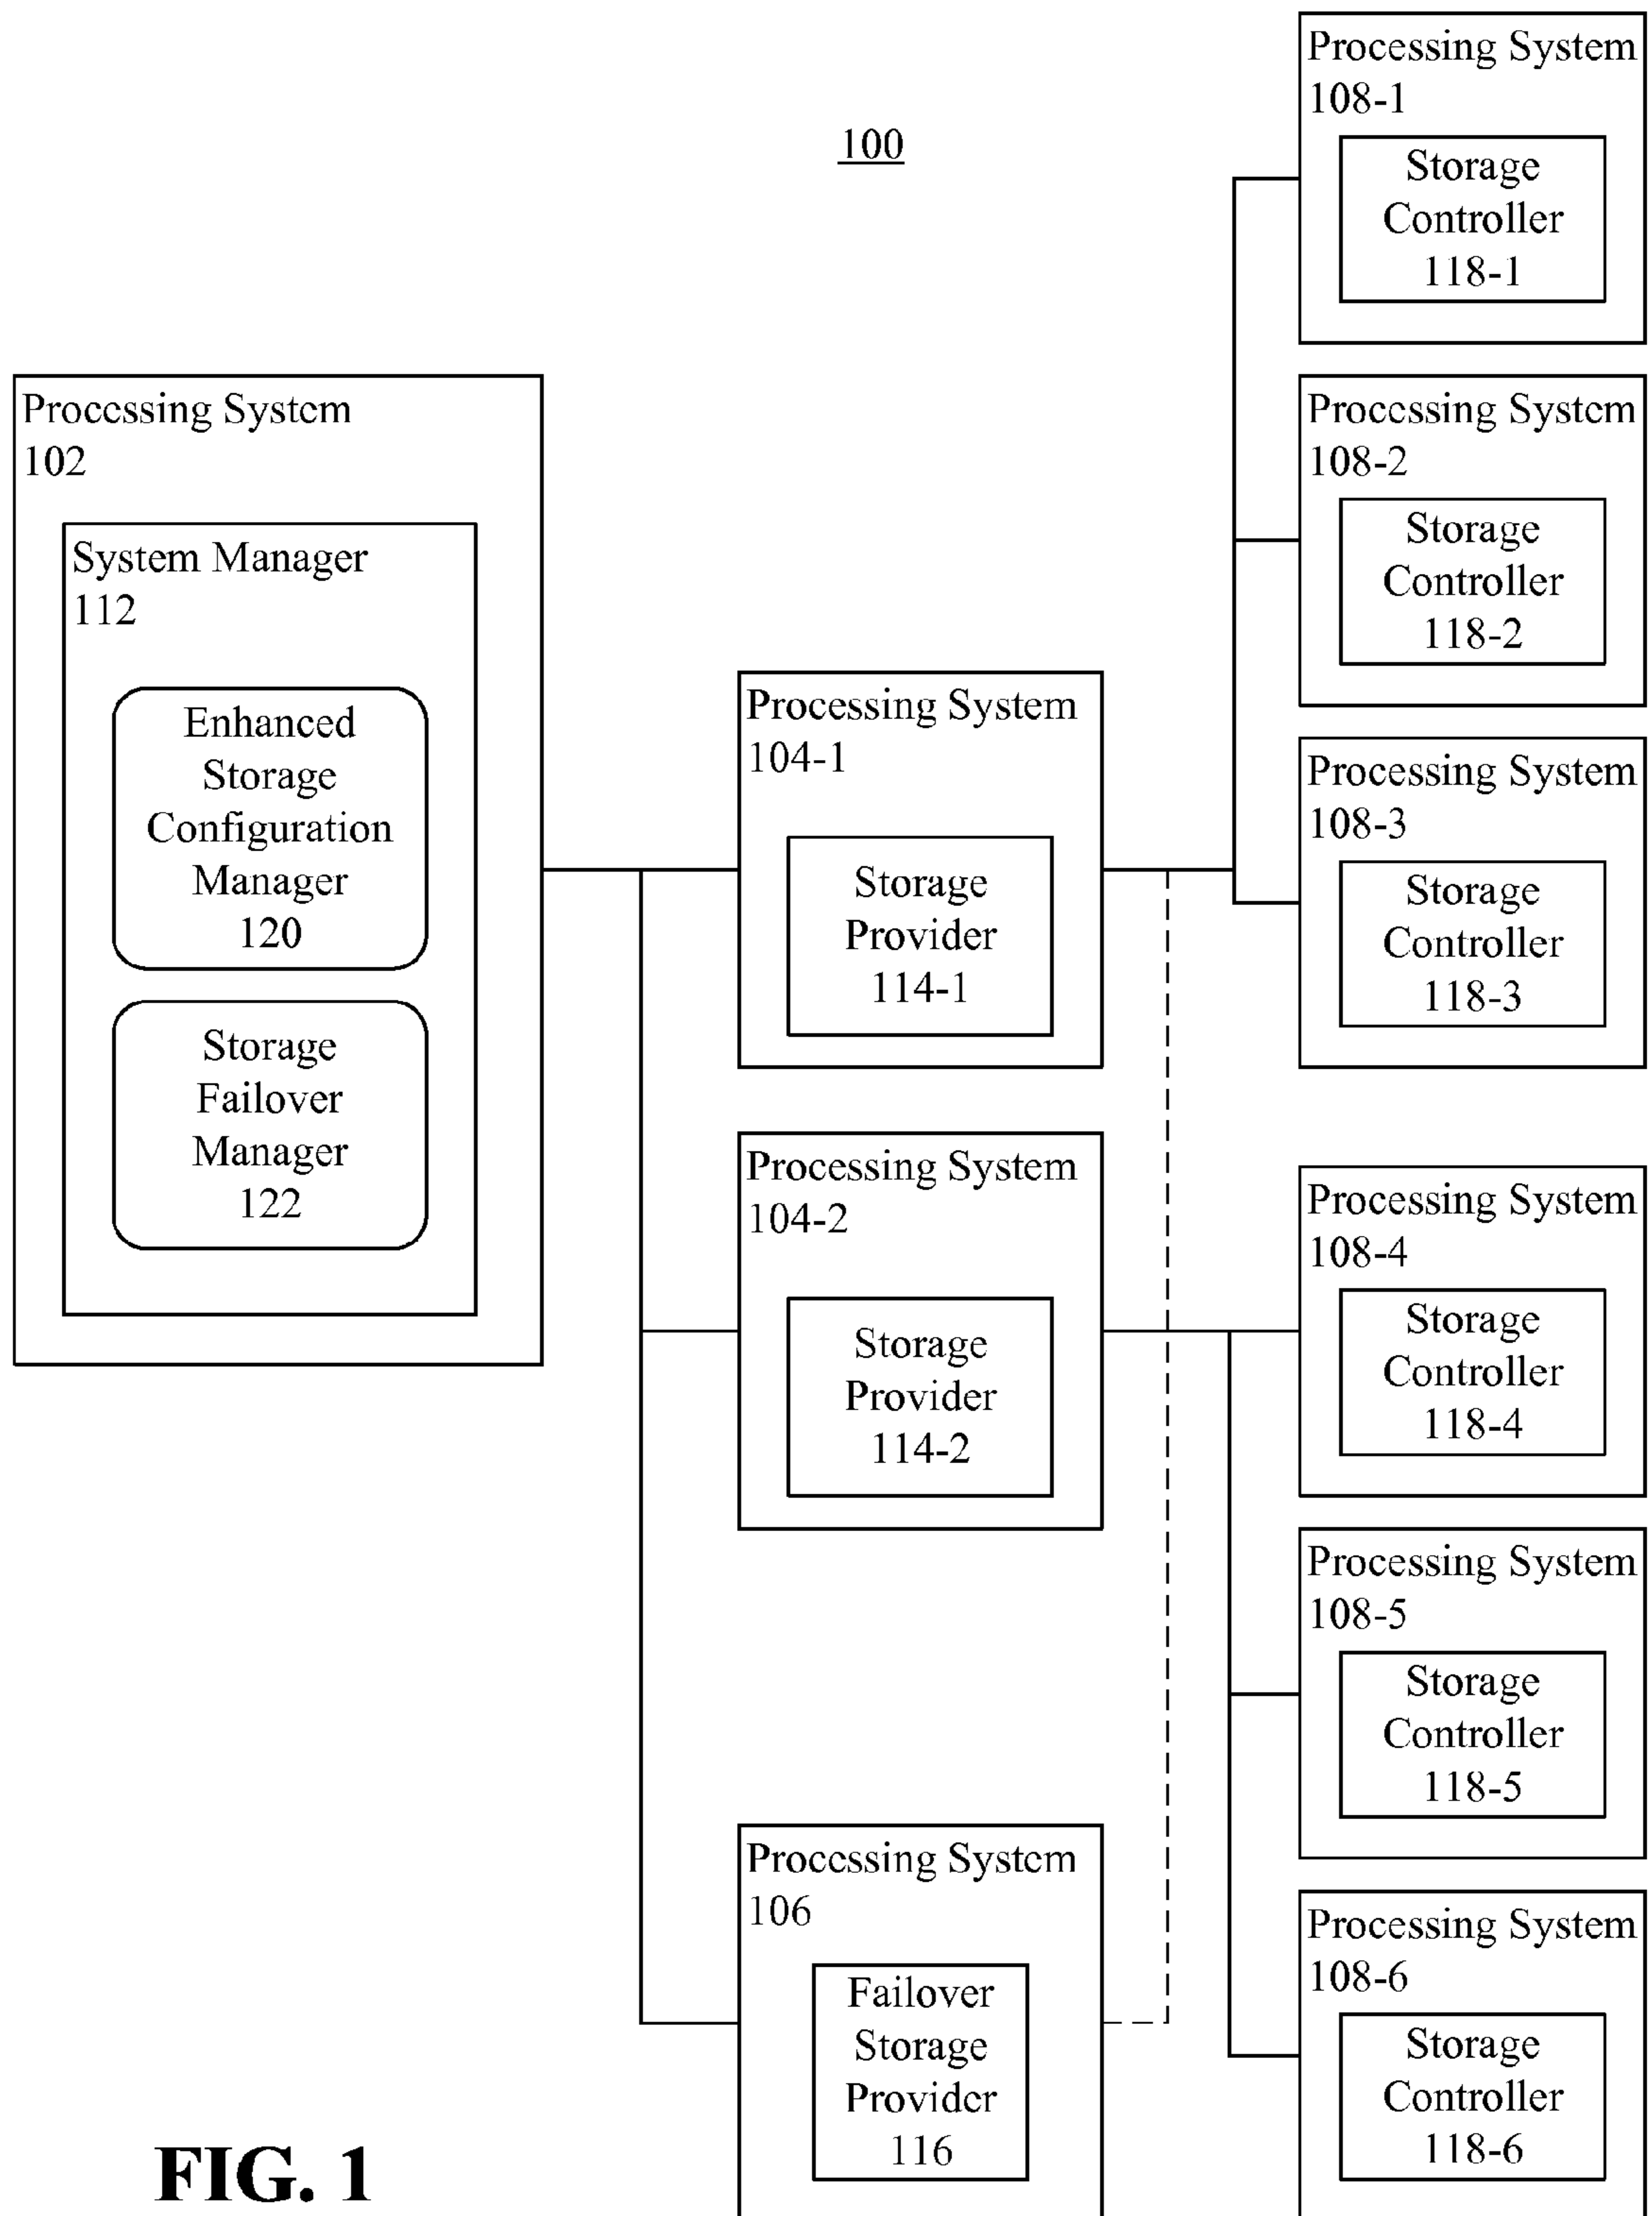 100
Processing System
102
System Manager
112
Enhanced
Storage
Configuration
Manager
120
Storage
Failover
Manager
122
Processing System
104-1
Storage
Provider
114-1
Processing System
104-2
Storage
Provider
114-2
Processing System
106
Failover
Storage
Provider
116
Processing System
108-1
Storage
Controller
118-1
Processing System
108-2
Storage
Controller
118-2
Processing System
108-3
Storage
Controller
118-3
Processing System
108-4
Storage
Controller
118-4
Processing System
108-5
Storage
Controller
118-5
Processing System
108-6
Storage
Controller
118-6
FIG. 1